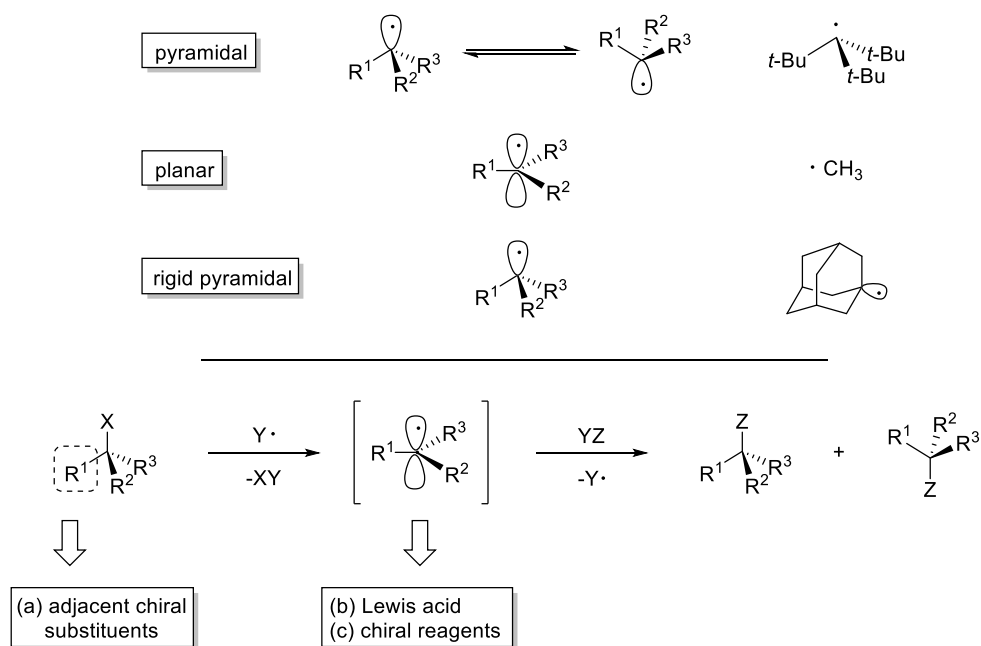 pyramidal
R1 R2 R3
R1 R2 R3
t-Bu t-Bu t-Bu
planar
R1 R3 R2
· CH3
rigid pyramidal
R1 R2 R3
X
R1 R2 R3
Y·
-XY
R1 R3 R2
YZ
-Y·
Z
R1 R2 R3
+
R1 R2 R3
Z
(a) adjacent chiral
substituents
(b) Lewis acid
(c) chiral reagents